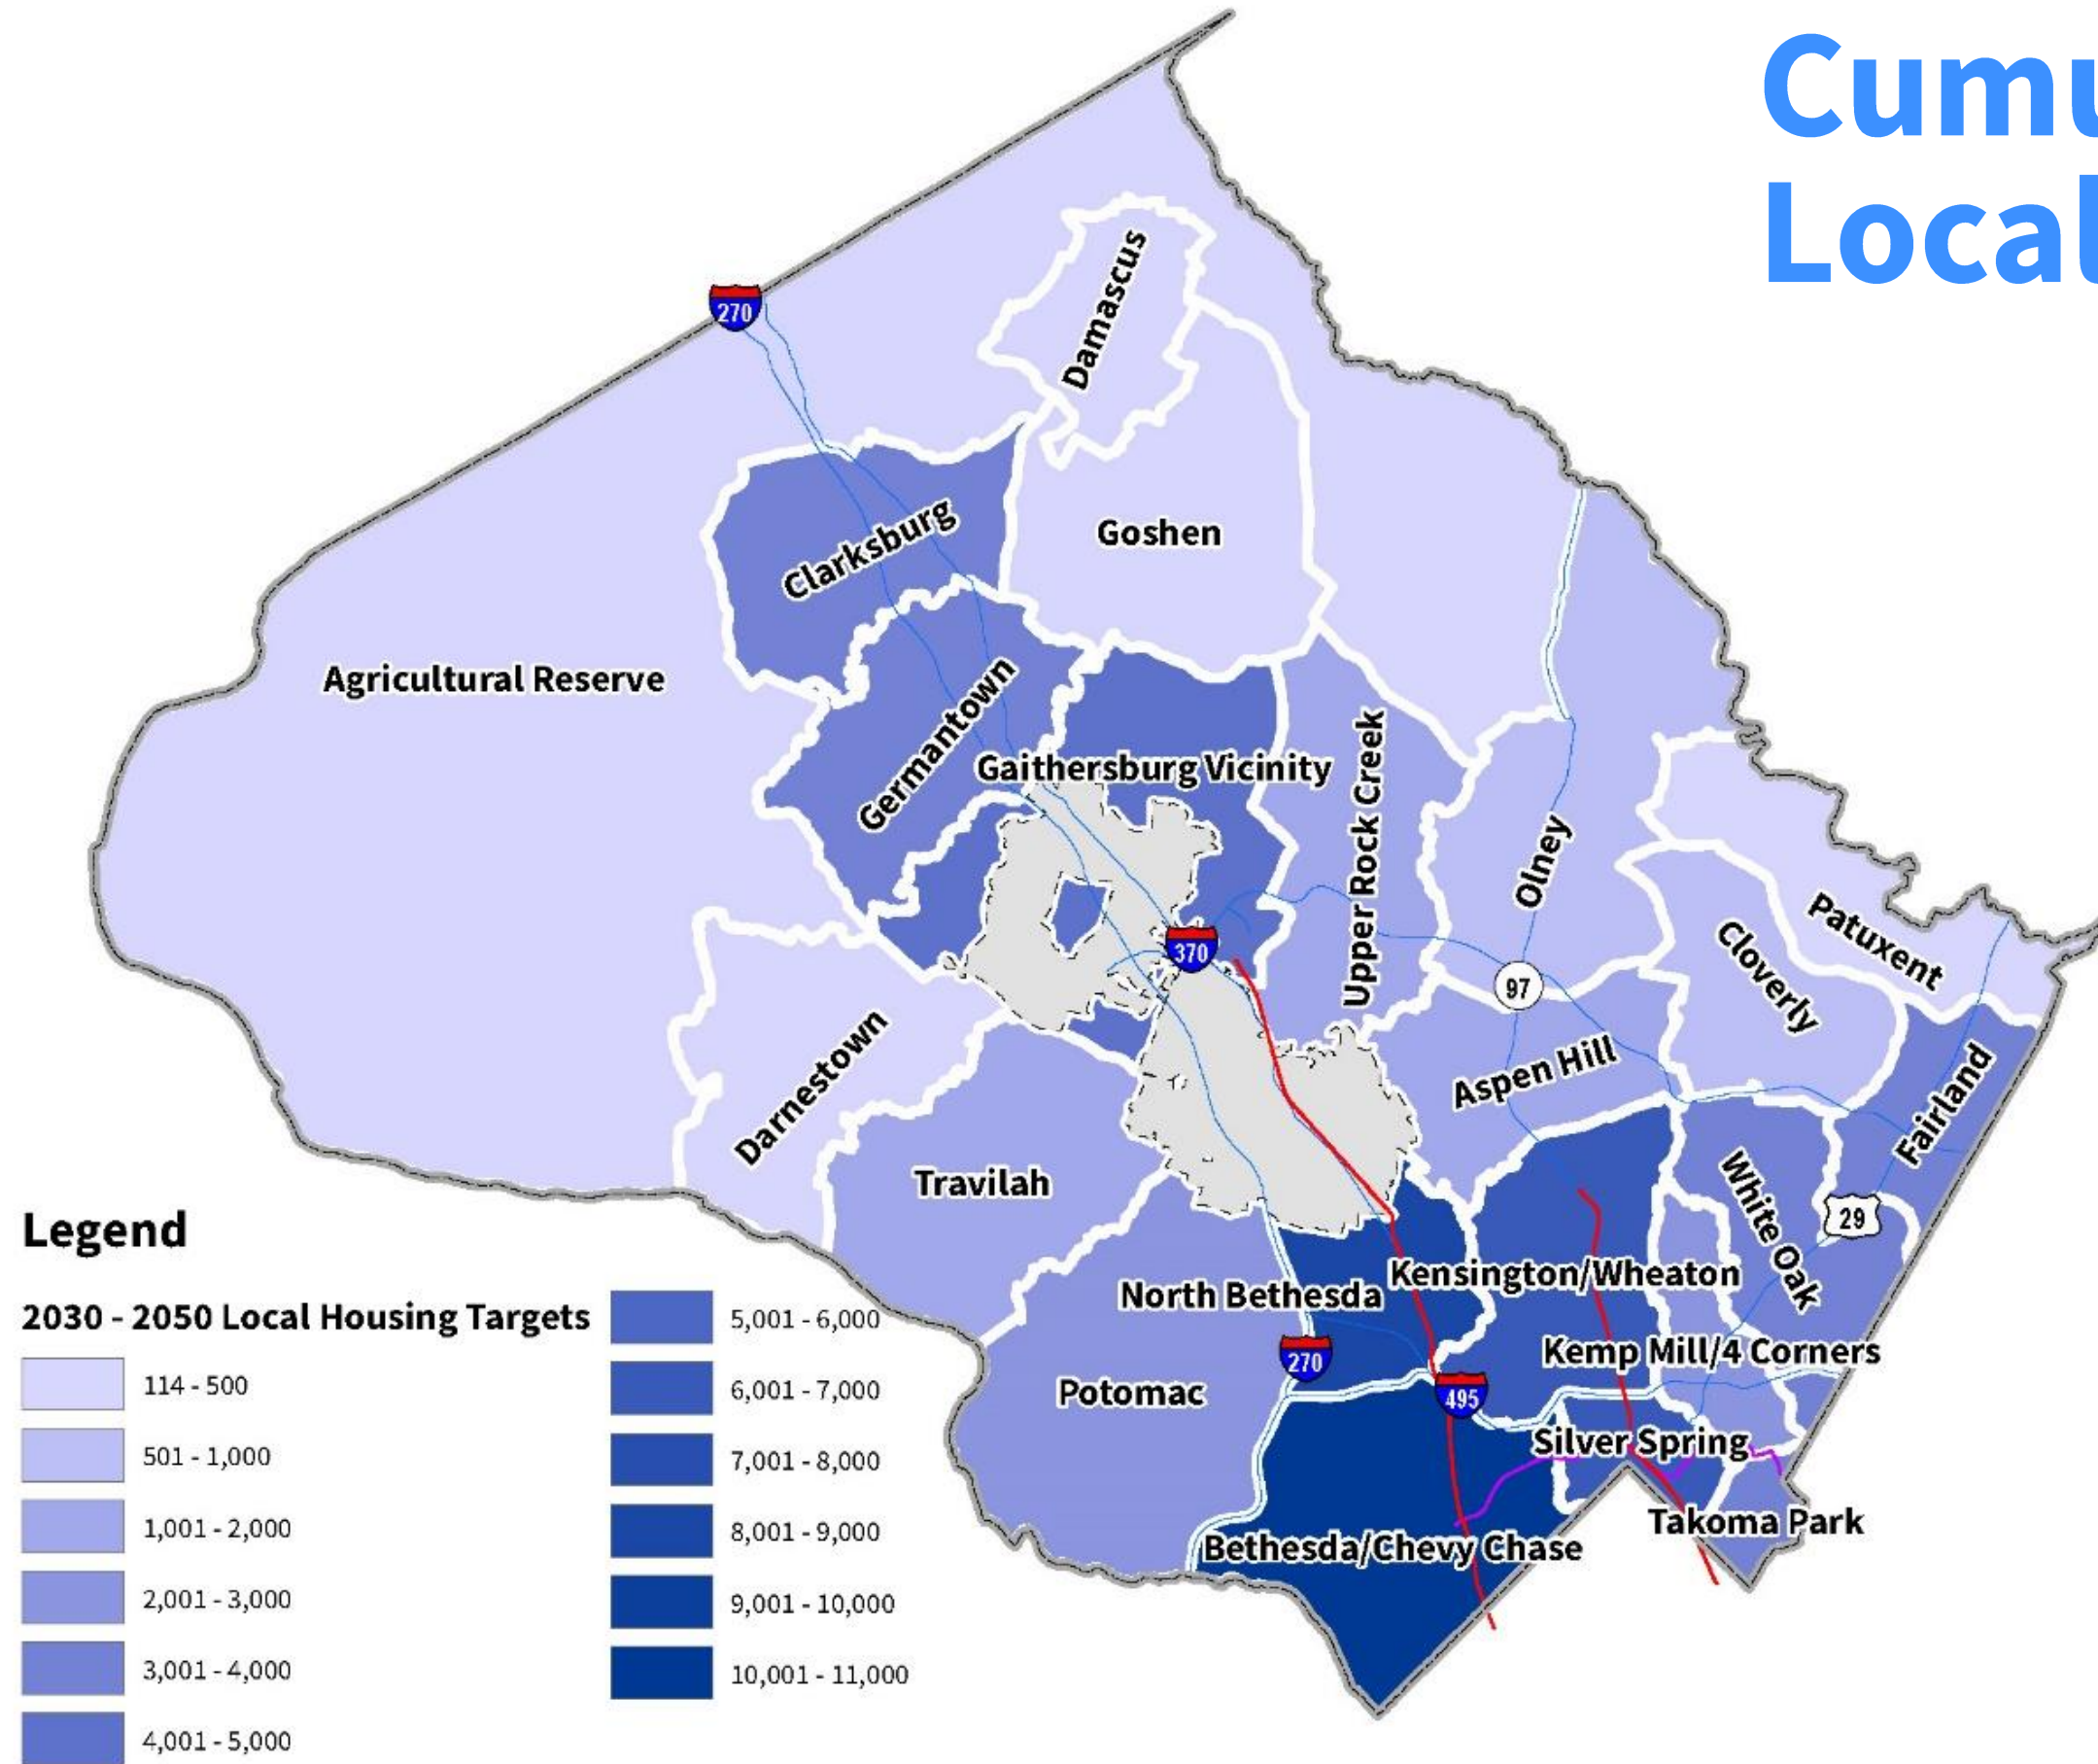 Cumu
Local
270
Damascus
Clarksburg
Goshen
Agricultural Reserve
Germantown
Gaithersburg Vicinity
Upper Rock Creek
Olney
Patuxent
Cloverly
370
97
Darnestown
Aspen Hill
Fairland
Travilah
White Oak
29
North Bethesda
Kensington/Wheaton
270
Kemp Mill/4 Corners
Potomac
495
Silver Spring
Takoma Park
Bethesda/Chevy Chase
Legend
2030 - 2050 Local Housing Targets
114 - 500
501 - 1,000
1,001 - 2,000
2,001 - 3,000
3,001 - 4,000
4,001 - 5,000
5,001 - 6,000
6,001 - 7,000
7,001 - 8,000
8,001 - 9,000
9,001 - 10,000
10,001 - 11,000